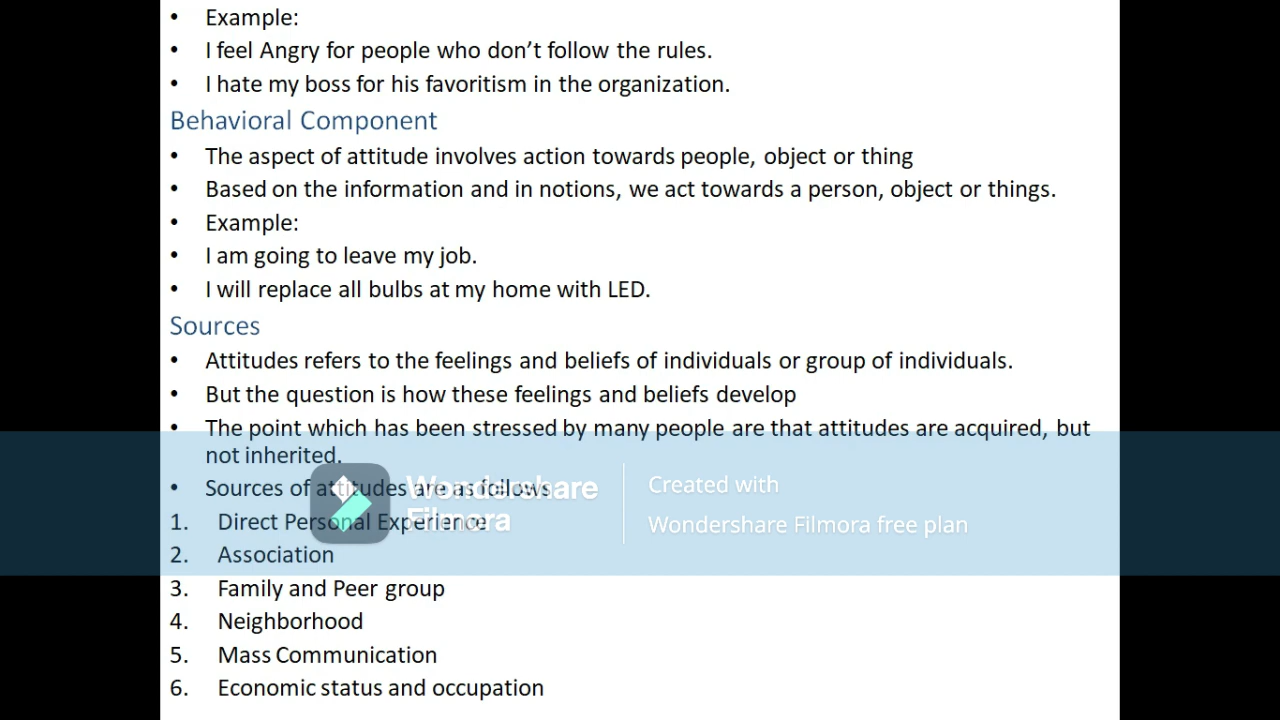 • Example:
• I feel Angry for people who don’t follow the rules.
• I hate my boss for his favoritism in the organization.
Behavioral Component
• The aspect of attitude involves action towards people, object or thing
• Based on the information and in notions, we act towards a person, object or things.
• Example:
• I am going to leave my job.
• I will replace all bulbs at my home with LED.
Sources
• Attitudes refers to the feelings and beliefs of individuals or group of individuals.
• But the question is how these feelings and beliefs develop
• The point which has been stressed by many people are that attitudes are acquired, but
not inherited.
• Sources of attitudes are as follows
1. Direct Personal Experience
2. Association
3. Family and Peer group
4. Neighborhood
5. Mass Communication
6. Economic status and occupation
Wondershare
Filmora
Created with
Wondershare Filmora free plan